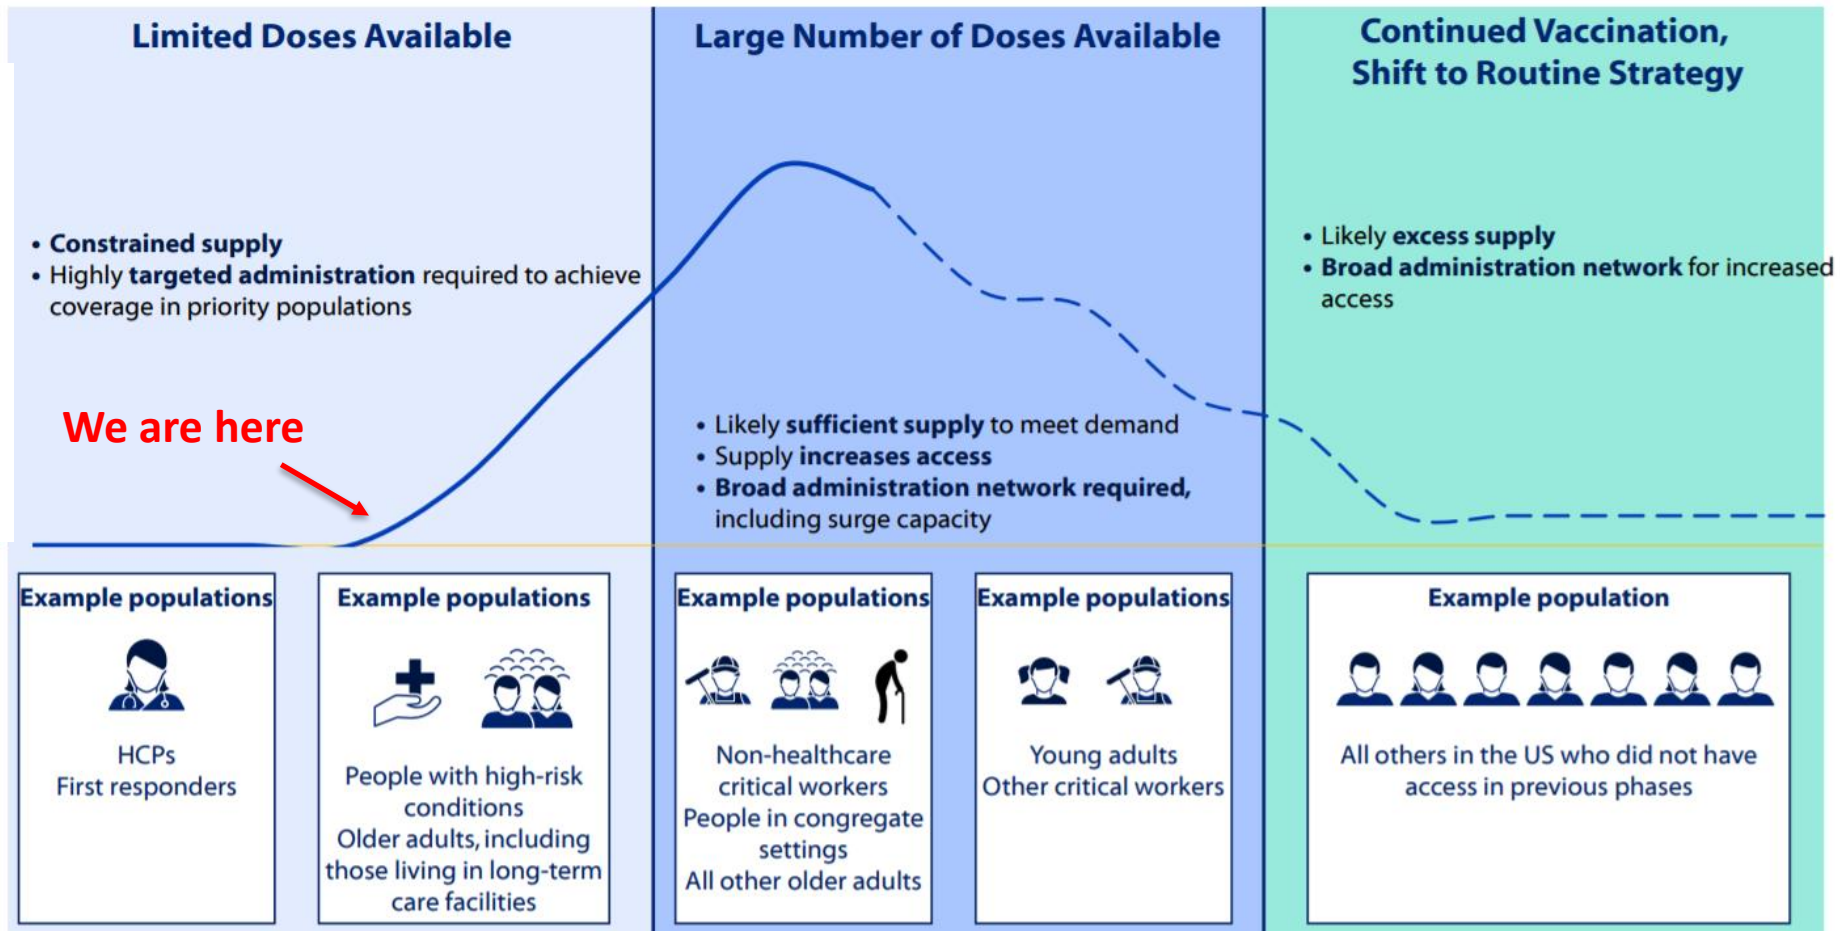 Limited Doses Available
• Constrained supply
• Highly targeted administration required to achieve
coverage in priority populations
We are here
Example populations
HCPs
First responders
Example populations
People with high-risk
conditions
Older adults, including
those living in long-term
care facilities
Large Number of Doses Available
• Likely sufficient supply to meet demand
• Supply increases access
• Broad administration network required,
including surge capacity
Example populations
Non-healthcare
critical workers
People in congregate
settings
All other older adults
Example populations
Young adults
Other critical workers
Continued Vaccination,
Shift to Routine Strategy
• Likely excess supply
• Broad administration network for increased
access
Example population
All others in the US who did not have
access in previous phases